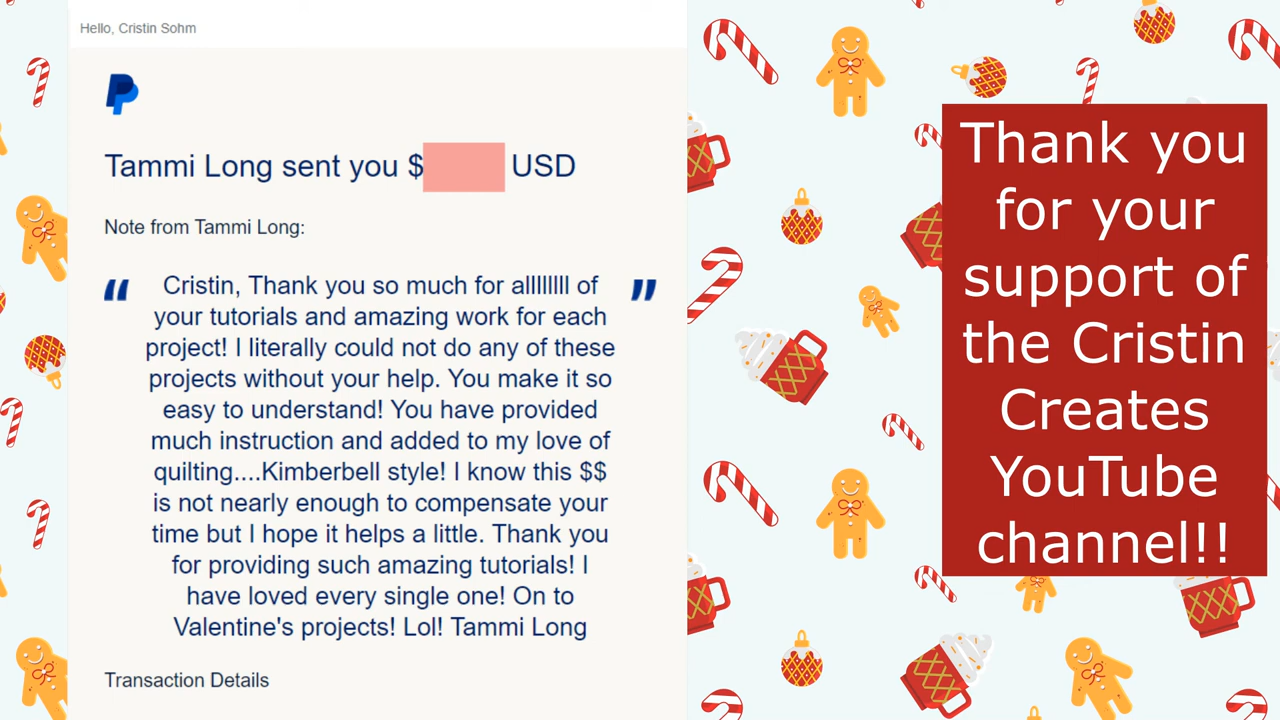 Hello, Cristin Sohm
Tammi Long sent you $ USD
Note from Tammi Long:
“ Cristin, Thank you so much for allllllll of ”
your tutorials and amazing work for each
project! I literally could not do any of these
projects without your help. You make it so
easy to understand! You have provided
much instruction and added to my love of
quilting....Kimberbell style! I know this $$
is not nearly enough to compensate your
time but I hope it helps a little. Thank you
for providing such amazing tutorials! I
have loved every single one! On to
Valentine's projects! Lol! Tammi Long
Transaction Details
Thank you
for your
support of
the Cristin
Creates
YouTube
channel!!